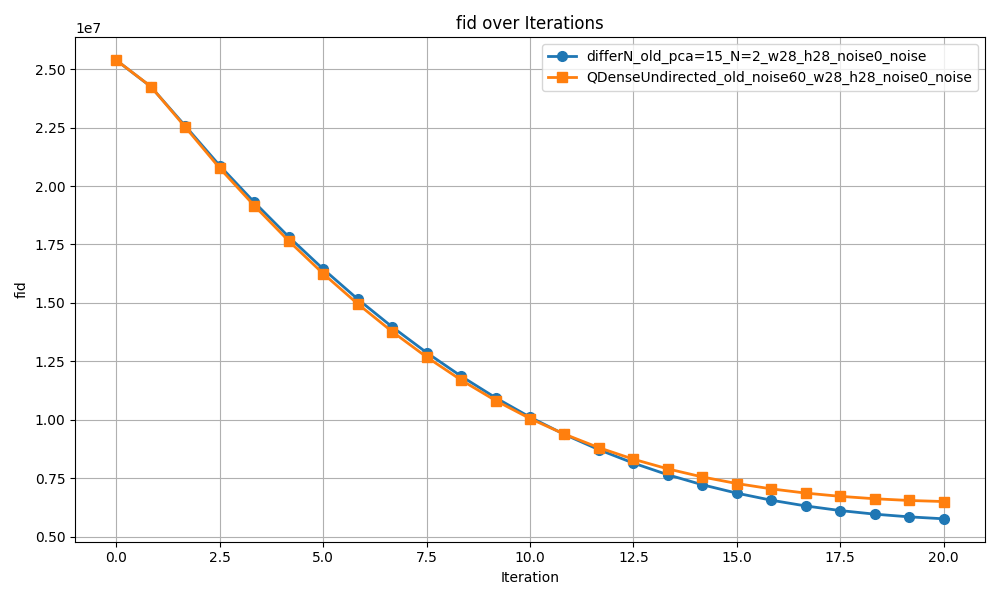 fid over Iterations
1e7
differN_old_pca=15_N=2_w28_h28_noise0_noise
QDenseUndirected_old_noise60_w28_h28_noise0_noise
2.50
2.25
2.00
1.75
1.50
1.25
1.00
0.75
0.50
fid
0.0 2.5 5.0 7.5 10.0 12.5 15.0 17.5 20.0
Iteration